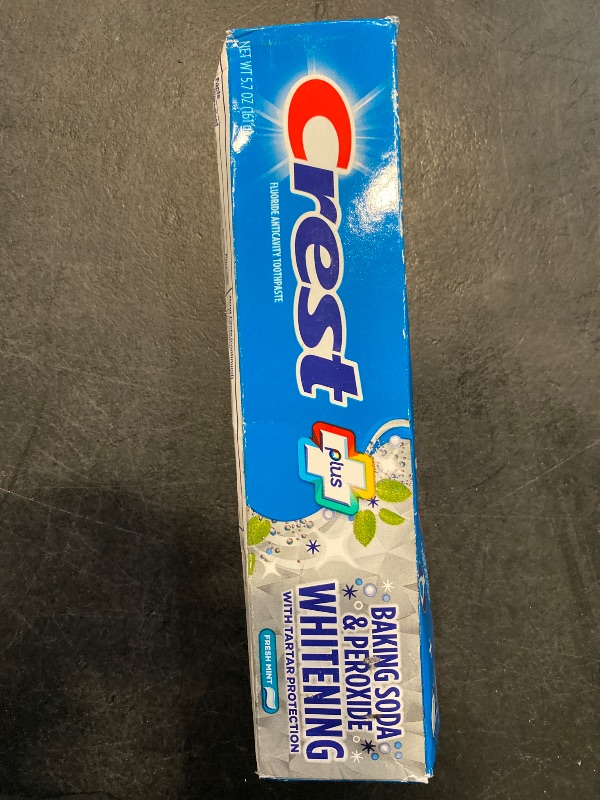 Crest
FLUORIDE ANTICAVITY TOOTHPASTE
NET WT 5.7 OZ (161 g)
plus
BAKING SODA
& PEROXIDE
WHITENING
WITH TARTAR PROTECTION
FRESH MINT